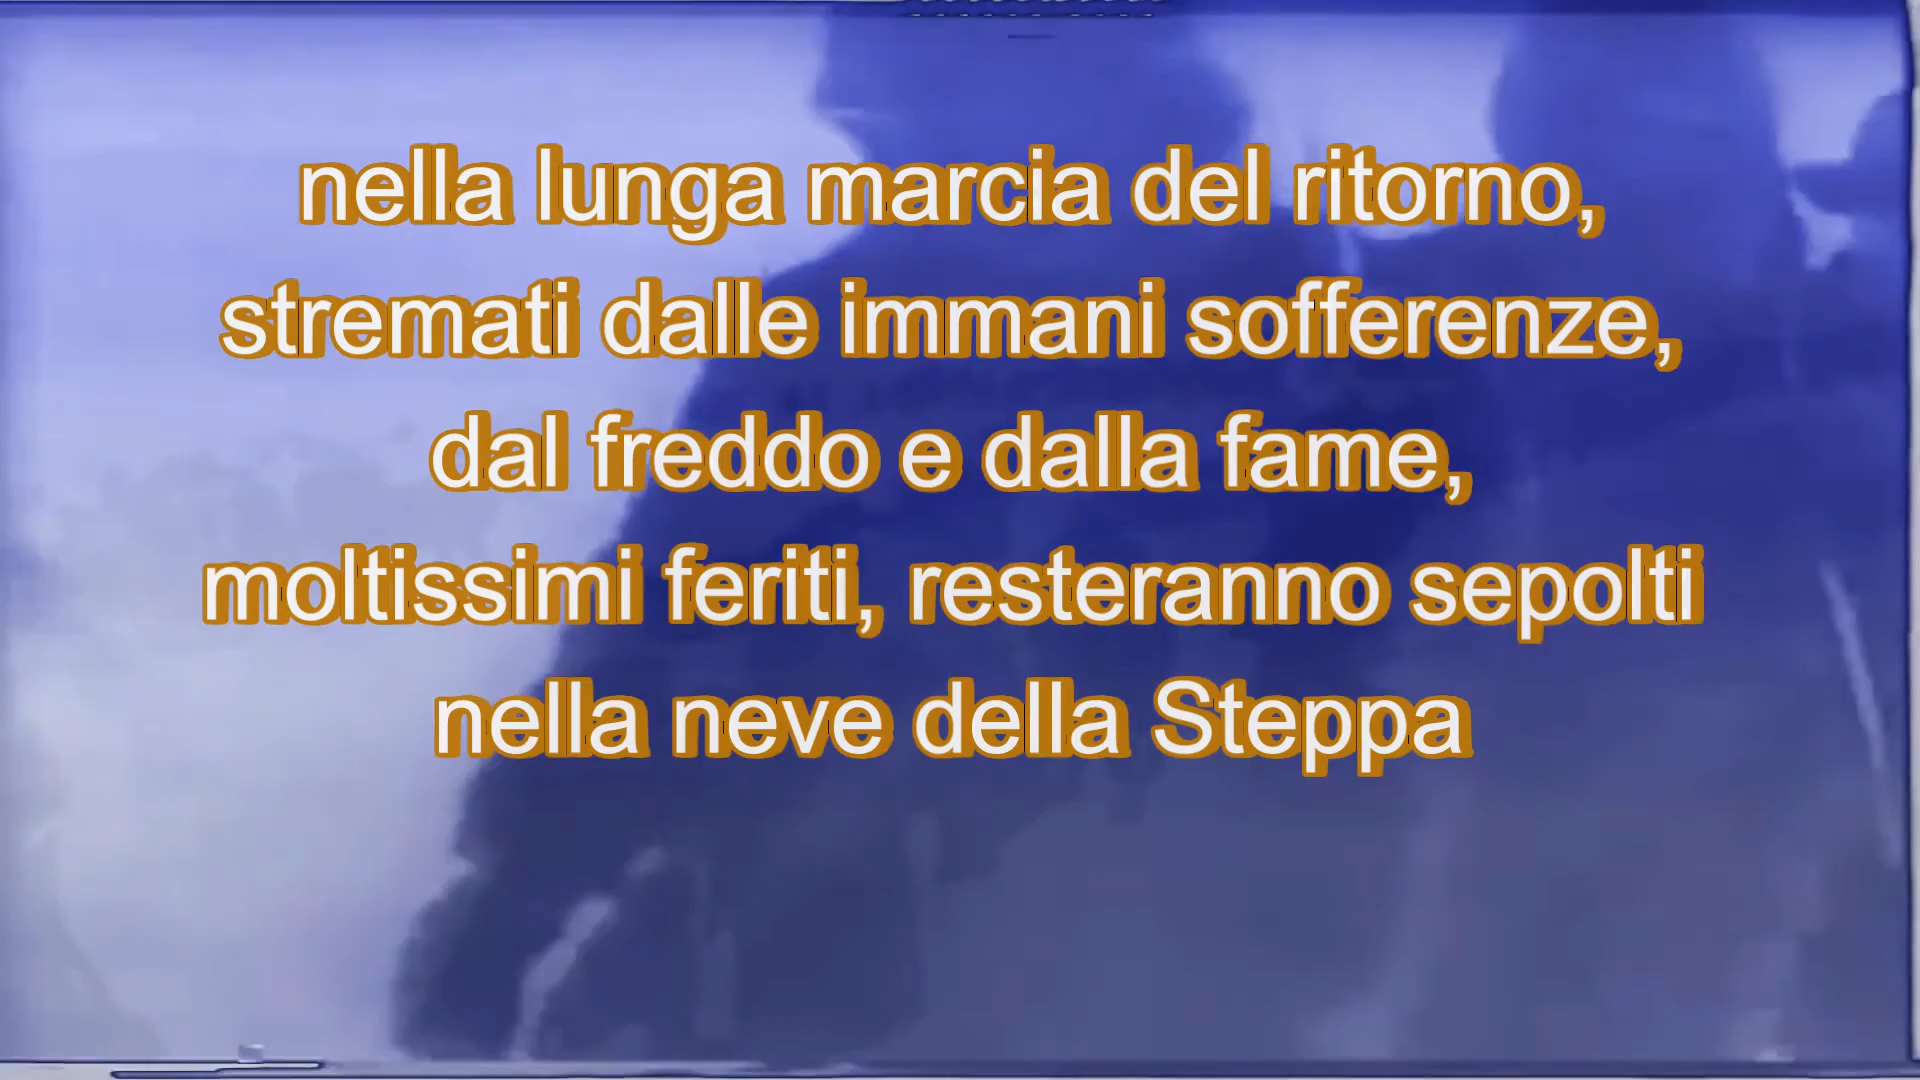 nella lunga marcia del ritorno,
stremati dalle immani sofferenze,
dal freddo e dalla fame,
moltissimi feriti, resteranno sepolti
nella neve della Steppa